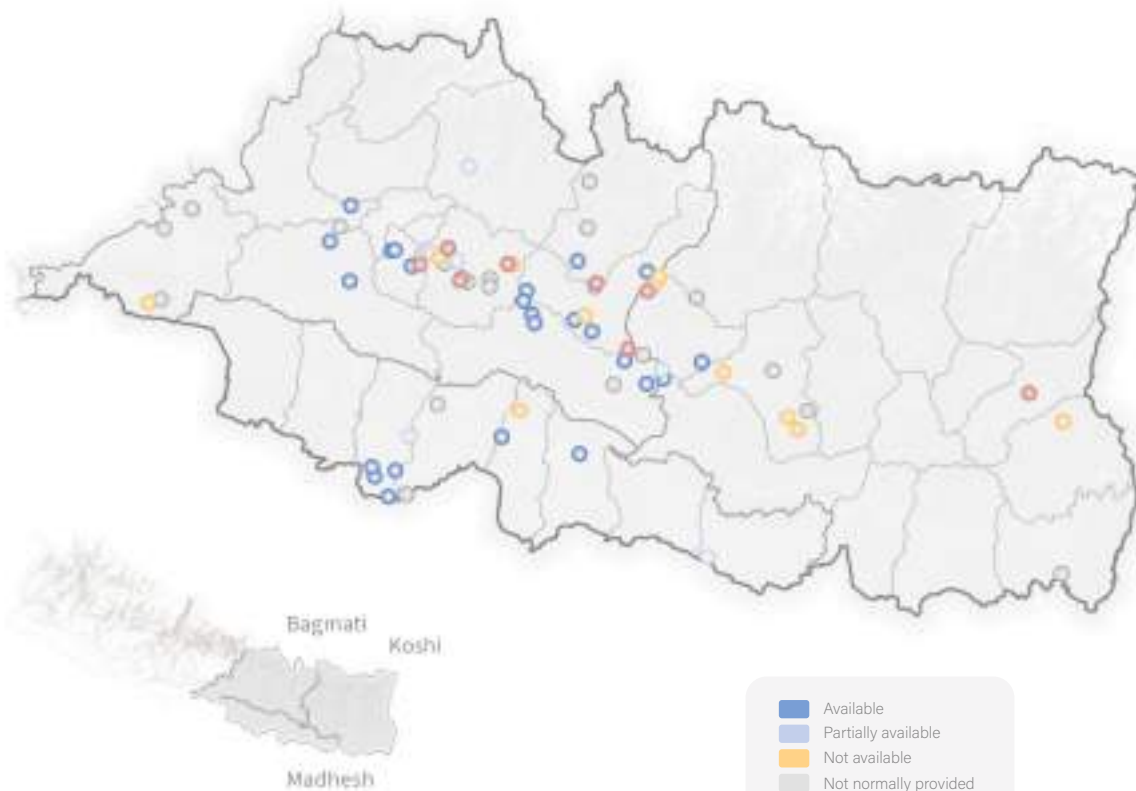 Bagmati
Koshi
Madhesh
Available
Partially available
Not available
Not normally provided